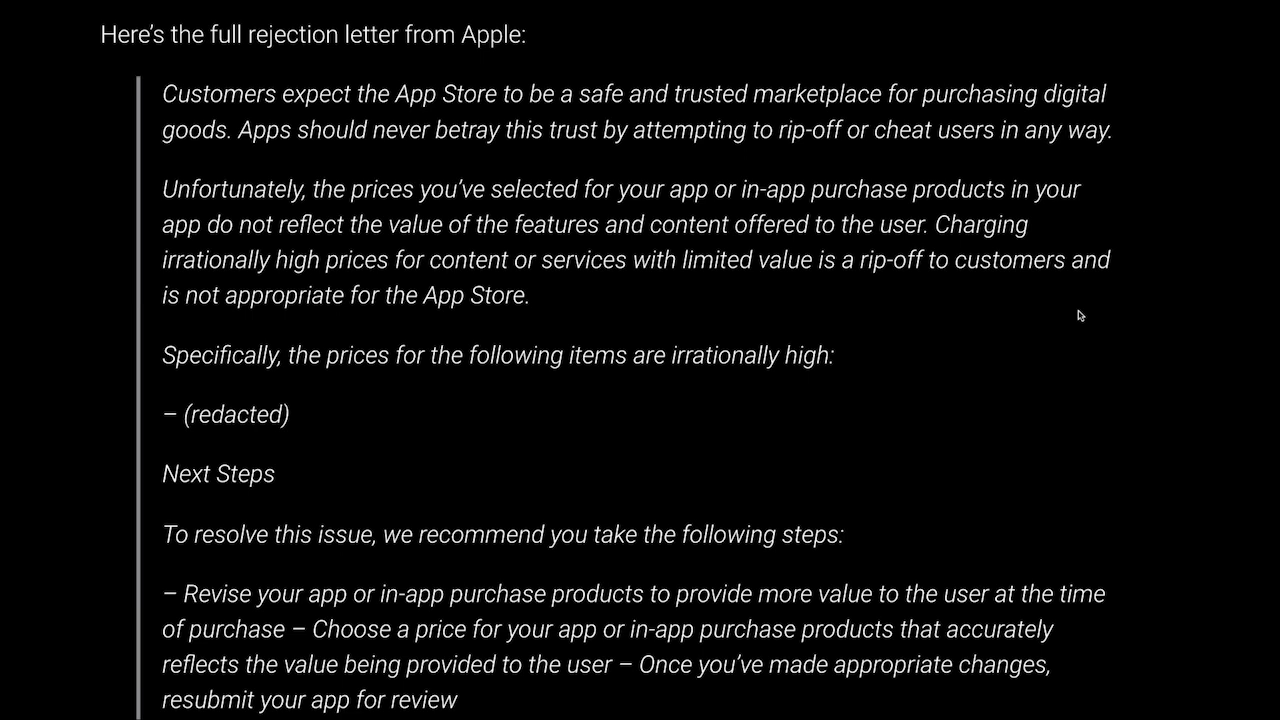 Here’s the full rejection letter from Apple:
Customers expect the App Store to be a safe and trusted marketplace for purchasing digital
goods. Apps should never betray this trust by attempting to rip-off or cheat users in any way.
Unfortunately, the prices you’ve selected for your app or in-app purchase products in your
app do not reflect the value of the features and content offered to the user. Charging
irrationally high prices for content or services with limited value is a rip-off to customers and
is not appropriate for the App Store.
Specifically, the prices for the following items are irrationally high:
– (redacted)
Next Steps
To resolve this issue, we recommend you take the following steps:
– Revise your app or in-app purchase products to provide more value to the user at the time
of purchase – Choose a price for your app or in-app purchase products that accurately
reflects the value being provided to the user – Once you’ve made appropriate changes,
resubmit your app for review